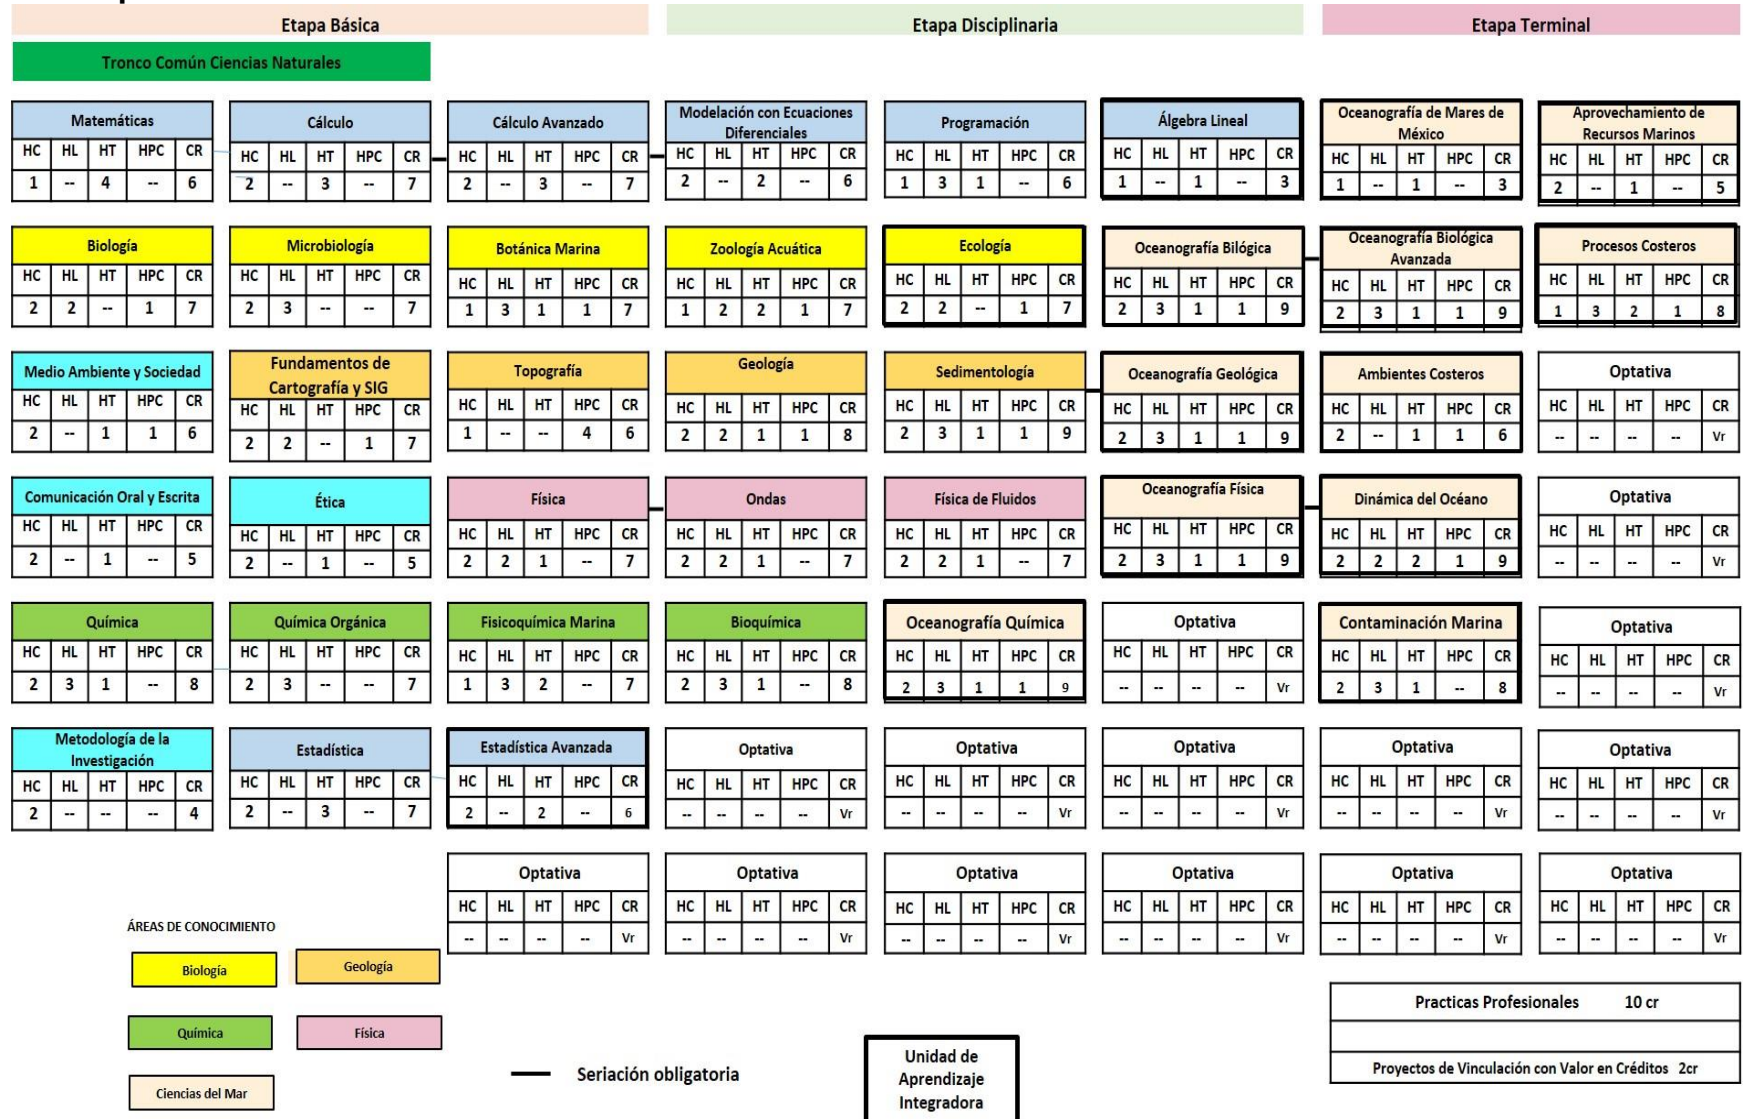 Etapa Básica Etapa Disciplinaria Etapa Terminal
Tronco Común Ciencias Naturales
Matemáticas
HC HL HT HPC CR
1 -- 4 -- 6
Cálculo
HC HL HT HPC CR
2 -- 3 -- 7
Cálculo Avanzado
HC HL HT HPC CR
2 -- 3 -- 7
Modelación con Ecuaciones
Diferenciales
HC HL HT HPC CR
2 -- 2 -- 6
Programación
HC HL HT HPC CR
1 3 1 -- 6
Álgebra Lineal
HC HL HT HPC CR
1 -- 1 -- 3
Oceanografía de Mares de
México
HC HL HT HPC CR
1 -- 1 -- 3
Aprovechamiento de
Recursos Marinos
HC HL HT HPC CR
2 -- 1 -- 5
Biología
HC HL HT HPC CR
2 2 -- 1 7
Microbiología
HC HL HT HPC CR
2 3 -- -- 7
Botánica Marina
HC HL HT HPC CR
1 3 1 1 7
Zoología Acuática
HC HL HT HPC CR
1 2 2 1 7
Ecología
HC HL HT HPC CR
2 2 -- 1 7
Oceanografía Bilógica
HC HL HT HPC CR
2 3 1 1 9
Oceanografía Biológica
Avanzada
HC HL HT HPC CR
2 3 1 1 9
Procesos Costeros
HC HL HT HPC CR
1 3 2 1 8
Medio Ambiente y Sociedad
HC HL HT HPC CR
2 -- 1 1 6
Fundamentos de
Cartografía y SIG
HC HL HT HPC CR
2 2 -- 1 7
Topografía
HC HL HT HPC CR
1 -- -- 4 6
Geología
HC HL HT HPC CR
2 2 1 1 8
Sedimentología
HC HL HT HPC CR
2 3 1 1 9
Oceanografía Geológica
HC HL HT HPC CR
2 3 1 1 9
Ambientes Costeros
HC HL HT HPC CR
2 -- 1 1 6
Optativa
HC HL HT HPC CR
-- -- -- -- Vr
Comunicación Oral y Escrita
HC HL HT HPC CR
2 -- 1 -- 5
Ética
HC HL HT HPC CR
2 -- 1 -- 5
Física
HC HL HT HPC CR
2 2 1 -- 7
Ondas
HC HL HT HPC CR
2 2 1 -- 7
Física de Fluidos
HC HL HT HPC CR
2 2 1 -- 7
Oceanografía Física
HC HL HT HPC CR
2 3 1 1 9
Dinámica del Océano
HC HL HT HPC CR
2 2 2 1 9
Optativa
HC HL HT HPC CR
-- -- -- -- Vr
Química
HC HL HT HPC CR
2 3 1 -- 8
Química Orgánica
HC HL HT HPC CR
2 3 -- -- 7
Fisicoquímica Marina
HC HL HT HPC CR
1 3 2 -- 7
Bioquímica
HC HL HT HPC CR
2 3 1 -- 8
Oceanografía Química
HC HL HT HPC CR
2 3 1 1 9
Optativa
HC HL HT HPC CR
-- -- -- -- Vr
Contaminación Marina
HC HL HT HPC CR
2 3 1 -- 8
Optativa
HC HL HT HPC CR
-- -- -- -- Vr
Metodología de la
Investigación
HC HL HT HPC CR
2 -- -- -- 4
Estadística
HC HL HT HPC CR
2 -- 3 -- 7
Estadística Avanzada
HC HL HT HPC CR
2 -- 2 -- 6
Optativa
HC HL HT HPC CR
-- -- -- -- Vr
Optativa
HC HL HT HPC CR
-- -- -- -- Vr
Optativa
HC HL HT HPC CR
-- -- -- -- Vr
Optativa
HC HL HT HPC CR
-- -- -- -- Vr
Optativa
HC HL HT HPC CR
-- -- -- -- Vr
Optativa
HC HL HT HPC CR
-- -- -- -- Vr
Optativa
HC HL HT HPC CR
-- -- -- -- Vr
Optativa
HC HL HT HPC CR
-- -- -- -- Vr
Optativa
HC HL HT HPC CR
-- -- -- -- Vr
Optativa
HC HL HT HPC CR
-- -- -- -- Vr
Optativa
HC HL HT HPC CR
-- -- -- -- Vr
ÁREAS DE CONOCIMIENTO
Biología Geología
Química Física
Ciencias del Mar
Seriación obligatoria
Unidad de
Aprendizaje
Integradora
Practicas Profesionales 10 cr
Proyectos de Vinculación con Valor en Créditos 2cr